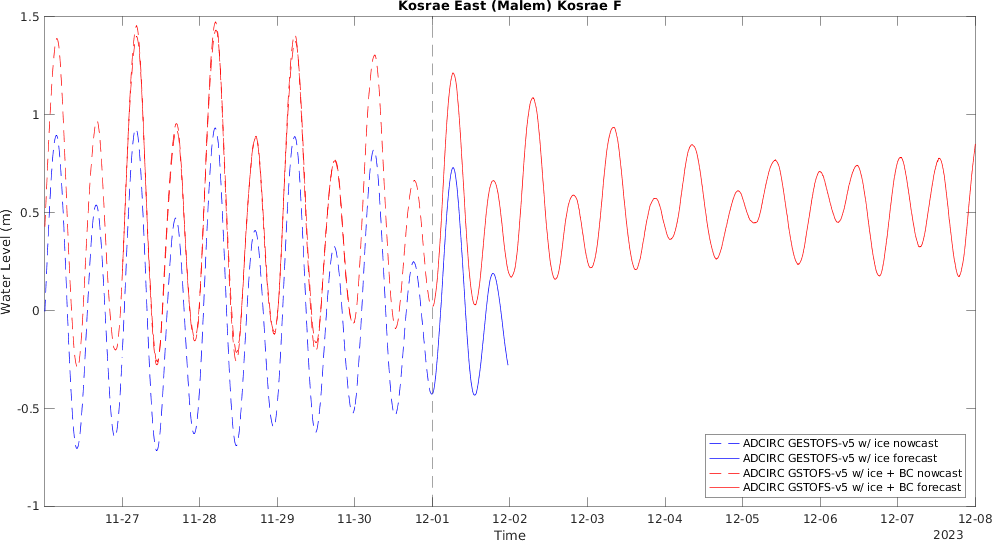 Kosrae East (Malem) Kosrae F
Water Level (m)
1.5
1
0.5
0
-0.5
-1
11-27 11-28 11-29 11-30 12-01 12-02 12-03 12-04 12-05 12-06 12-07 12-08
Time
2023
ADCIRC GESTOFS-v5 w/ ice nowcast
ADCIRC GESTOFS-v5 w/ ice forecast
ADCIRC GSTOFS-v5 w/ ice + BC nowcast
ADCIRC GSTOFS-v5 w/ ice + BC forecast